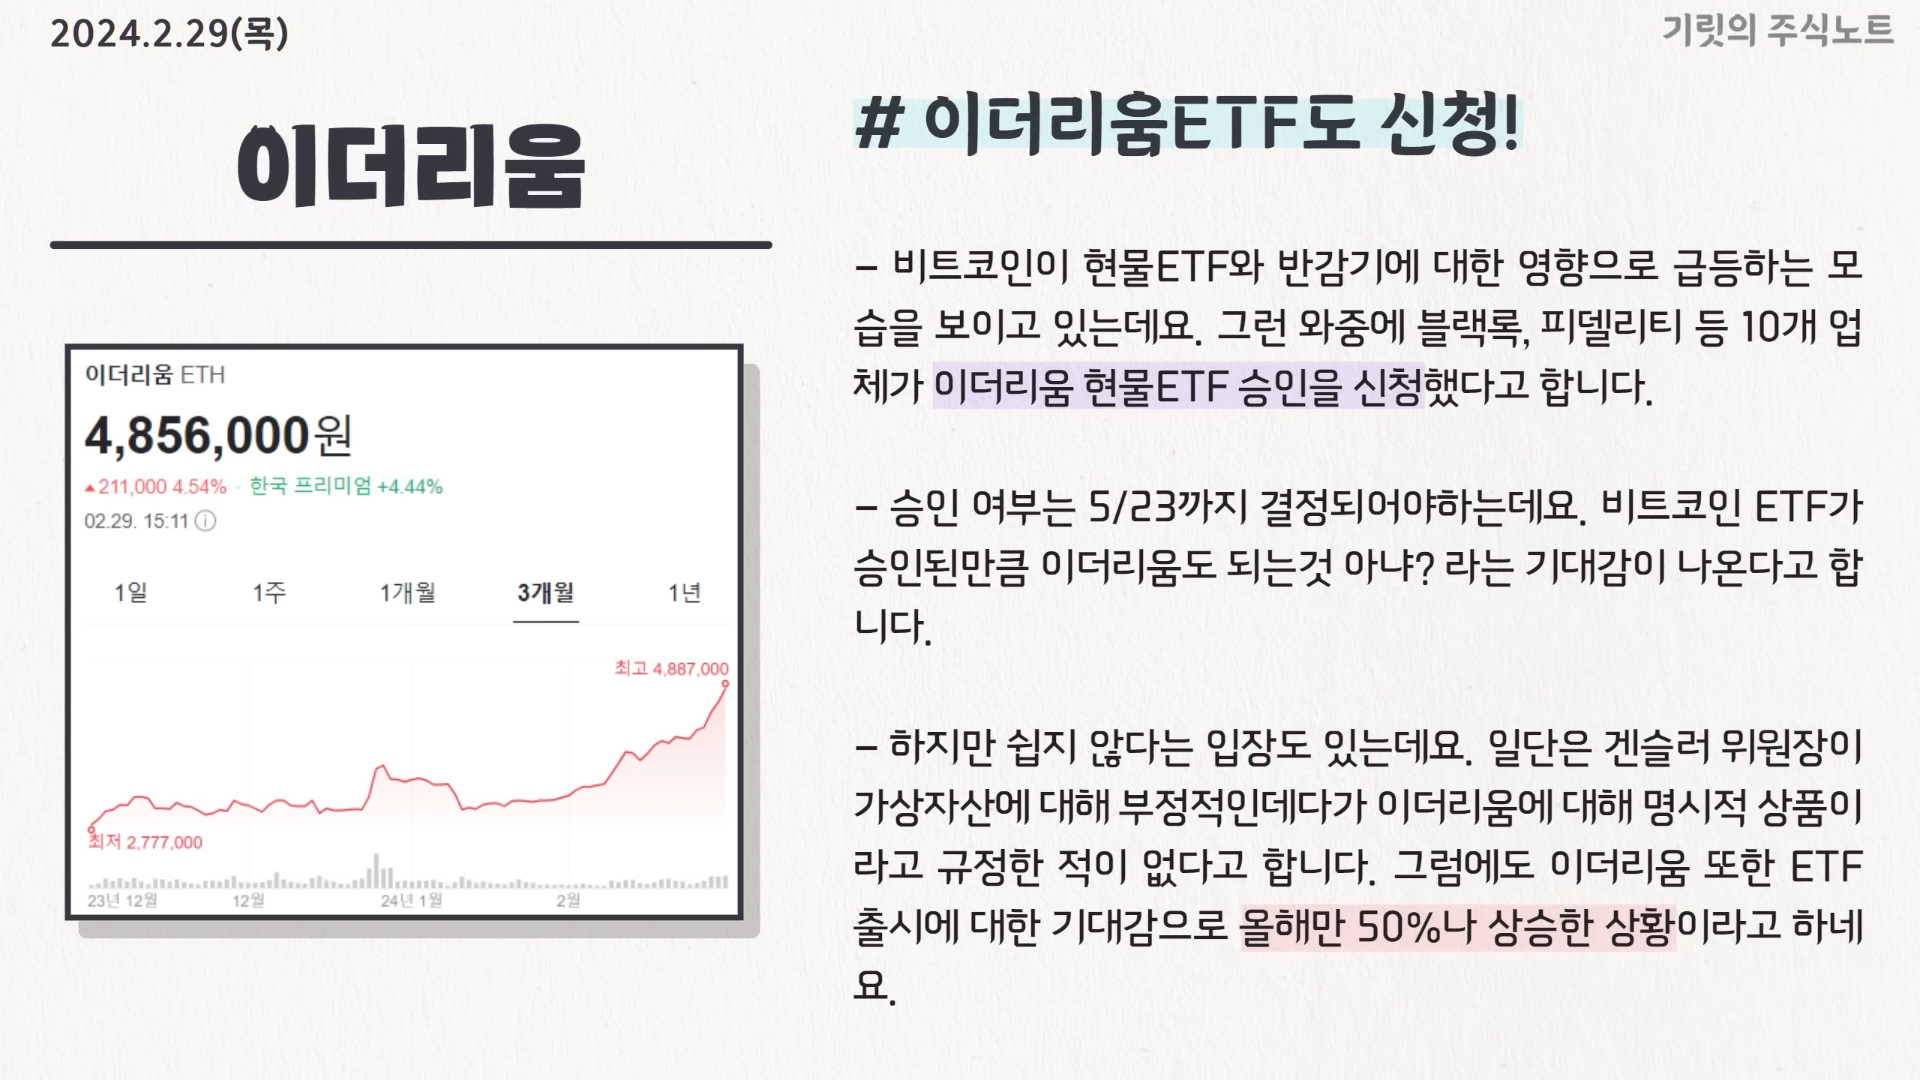 2024.2.29(목)
기릿의 주식노트
이더리움
이더리움 ETH
4,856,000원
▲211,000 4.54% · 한국 프리미엄 +4.44%
02.29. 15:11 ⓘ
1일 1주 1개월 3개월 1년
최고 4,887,000
최저 2,777,000
23년 12월 12월 24년 1월 2월
# 이더리움ETF도 신청!
– 비트코인이 현물ETF와 반감기에 대한 영향으로 급등하는 모
습을 보이고 있는데요. 그런 와중에 블랙록, 피델리티 등 10개 업
체가 이더리움 현물ETF 승인을 신청했다고 합니다.
– 승인 여부는 5/23까지 결정되어야하는데요. 비트코인 ETF가
승인된만큼 이더리움도 되는것 아냐? 라는 기대감이 나온다고 합
니다.
– 하지만 쉽지 않다는 입장도 있는데요. 일단은 겐슬러 위원장이
가상자산에 대해 부정적인데다가 이더리움에 대해 명시적 상품이
라고 규정한 적이 없다고 합니다. 그럼에도 이더리움 또한 ETF
출시에 대한 기대감으로 올해만 50%나 상승한 상황이라고 하네
요.